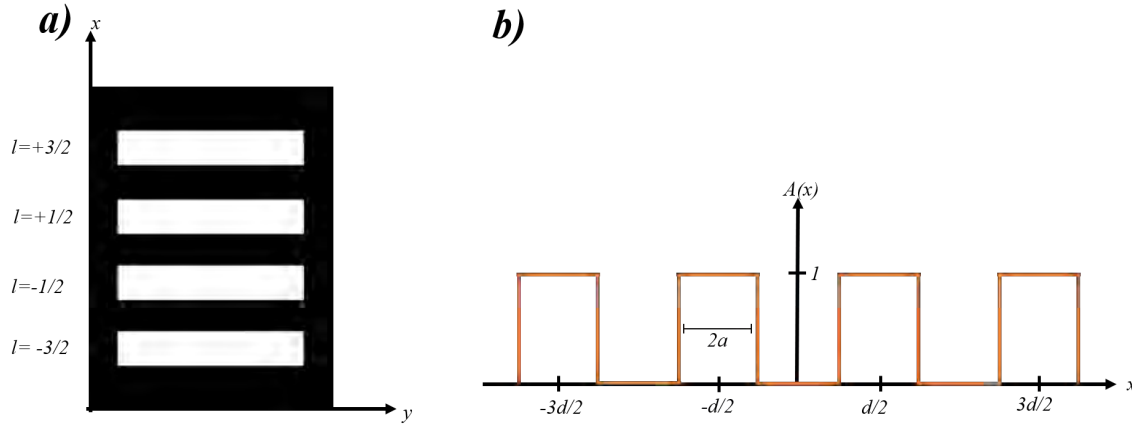 a)
x
l=+3/2
l=+1/2
l=-1/2
l= -3/2
y
b)
A(x)
1
2a
-3d/2
-d/2
d/2
3d/2
x